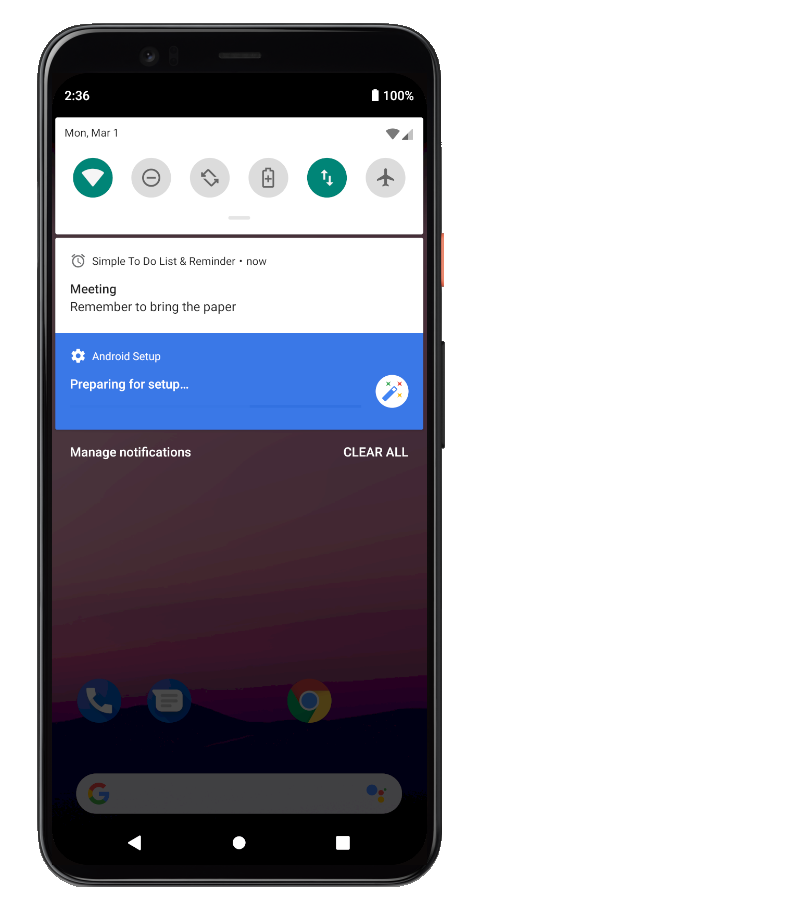 2:36
100%
Mon, Mar 1
Simple To Do List & Reminder • now
Meeting
Remember to bring the paper
Android Setup
Preparing for setup…
Manage notifications
CLEAR ALL